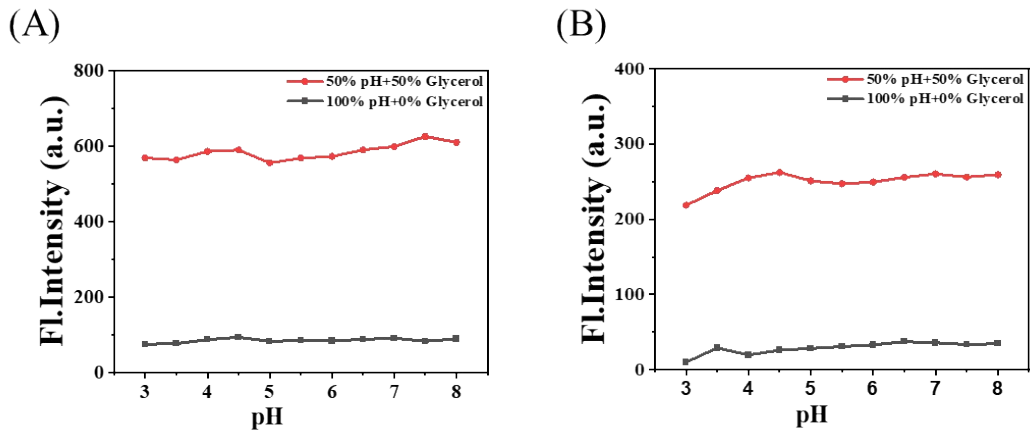 (A)
(B)
800
600
400
200
0
50% pH+50% Glycerol
100% pH+0% Glycerol
Fl.Intensity (a.u.)
3 4 5 6 7 8
pH
400
300
200
100
0
50% pH+50% Glycerol
100% pH+0% Glycerol
Fl.Intensity (a.u.)
3 4 5 6 7 8
pH